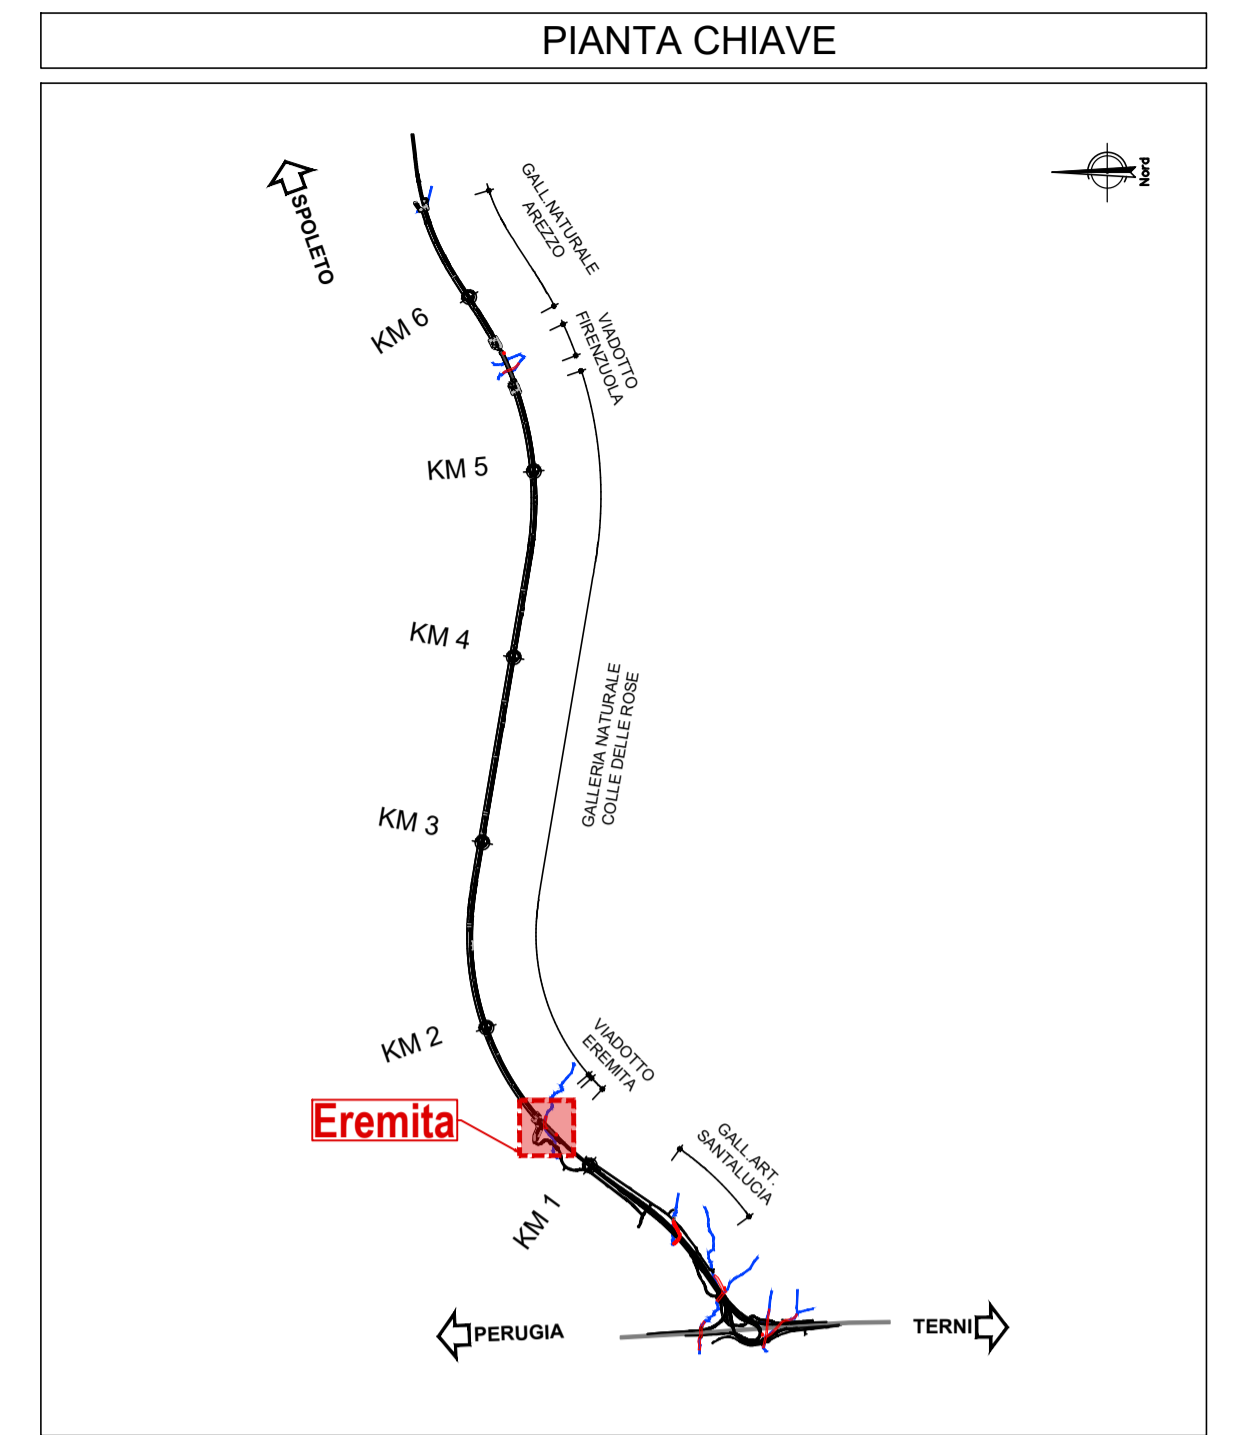 PIANTA CHIAVE
Nord
SPOLETO
GALL.NATURALE
AREZZO
KM 6
VIADOTTO
FIRENZUOLA
KM 5
KM 4
GALLERIA NATURALE
COLLE DELLE ROSE
KM 3
KM 2
VIADOTTO
EREMITA
Eremita
GALL.ART.
SANTALUCIA
KM 1
PERUGIA
TERNI